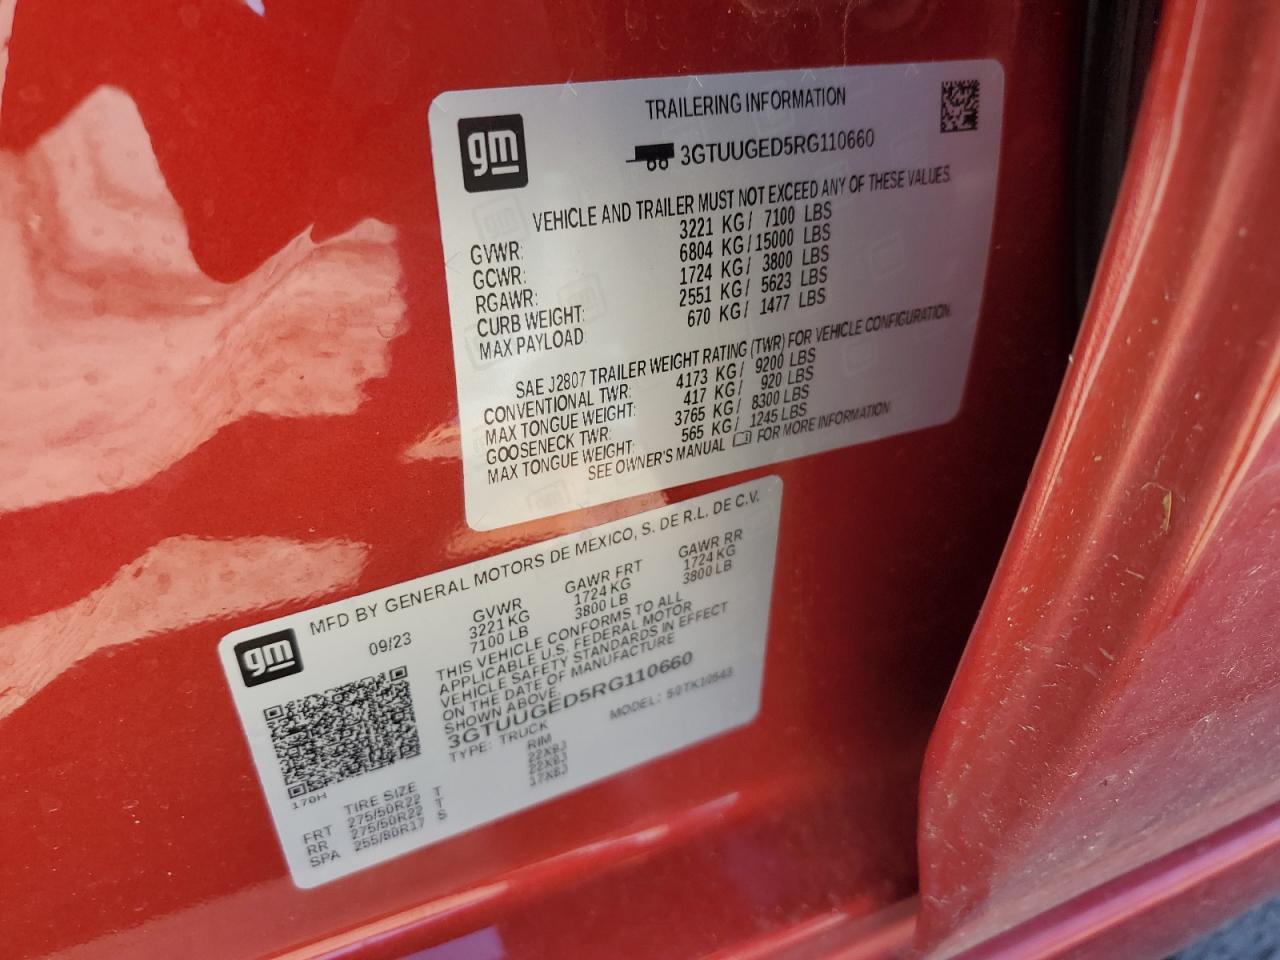 gm
TRAILERING INFORMATION
3GTUUGED5RG110660
VEHICLE AND TRAILER MUST NOT EXCEED ANY OF THESE VALUES.
GVWR: 3221 KG/ 7100 LBS
GCWR: 6804 KG/ 15000 LBS
RGAWR: 1724 KG/ 3800 LBS
CURB WEIGHT: 2551 KG/ 5623 LBS
MAX PAYLOAD: 670 KG/ 1477 LBS
SAE J2807 TRAILER WEIGHT RATING (TWR) FOR VEHICLE CONFIGURATION.
CONVENTIONAL TWR: 4173 KG/ 9200 LBS
MAX TONGUE WEIGHT: 417 KG/ 920 LBS
GOOSENECK TWR: 3765 KG/ 8300 LBS
MAX TONGUE WEIGHT: 565 KG/ 1245 LBS
SEE OWNER'S MANUAL FOR MORE INFORMATION
gm
MFD BY GENERAL MOTORS DE MEXICO, S. DE R.L. DE C.V.
09/23
GVWR GAWR FRT GAWR RR
3221 KG 1724 KG 1724 KG
7100 LB 3800 LB 3800 LB
THIS VEHICLE CONFORMS TO ALL
APPLICABLE U.S. FEDERAL MOTOR
VEHICLE SAFETY STANDARDS IN EFFECT
ON THE DATE OF MANUFACTURE
SHOWN ABOVE.
3GTUUGED5RG110660
TYPE: TRUCK MODEL: TK10543
170H
TIRE SIZE RIM
FRT 275/50R22 T 22X9J
RR 275/50R22 T 22X9J
SPA 255/80R17 S